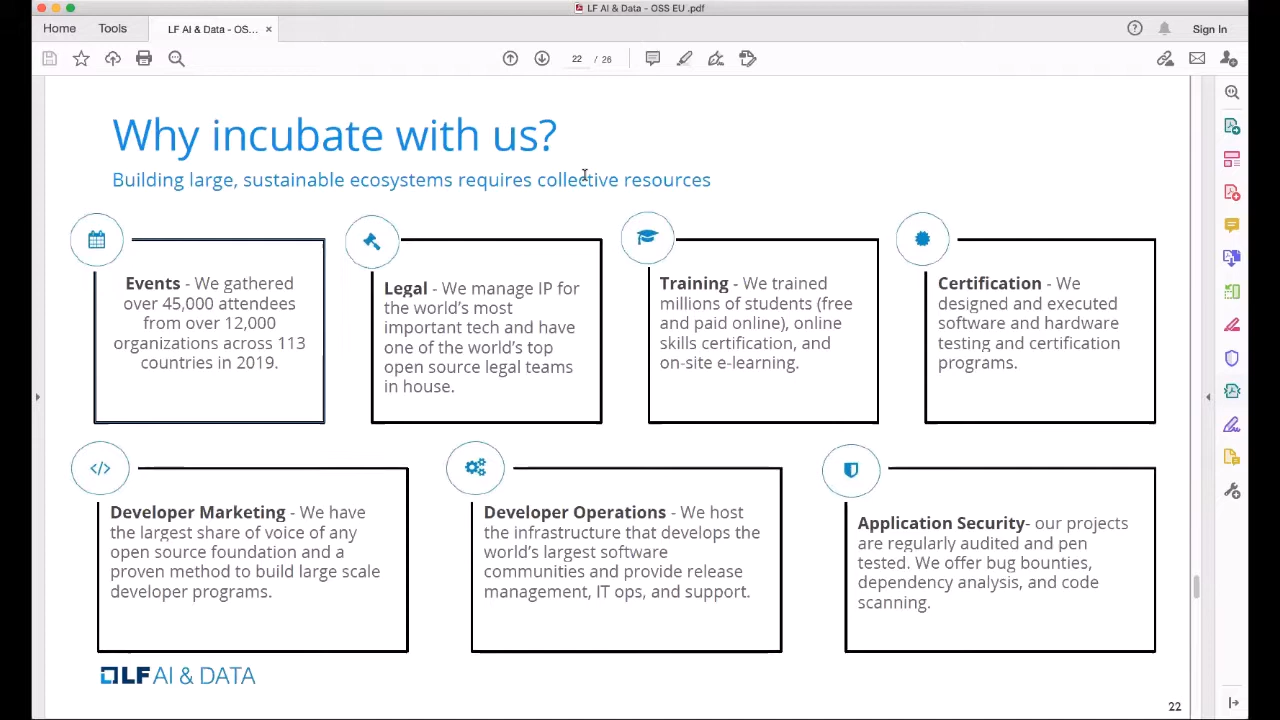 LF AI & Data - OSS EU .pdf
Home
Tools
LF AI & Data - OS...
Sign In
22 / 26
Why incubate with us?
Building large, sustainable ecosystems requires collective resources
Events - We gathered
over 45,000 attendees
from over 12,000
organizations across 113
countries in 2019.
Legal - We manage IP for
the world's most
important tech and have
one of the world's top
open source legal teams
in house.
Training - We trained
millions of students (free
and paid online), online
skills certification, and
on-site e-learning.
Certification - We
designed and executed
software and hardware
testing and certification
programs.
Developer Marketing - We have
the largest share of voice of any
open source foundation and a
proven method to build large scale
developer programs.
Developer Operations - We host
the infrastructure that develops the
world's largest software
communities and provide release
management, IT ops, and support.
Application Security- our projects
are regularly audited and pen
tested. We offer bug bounties,
dependency analysis, and code
scanning.
LF AI & DATA
22